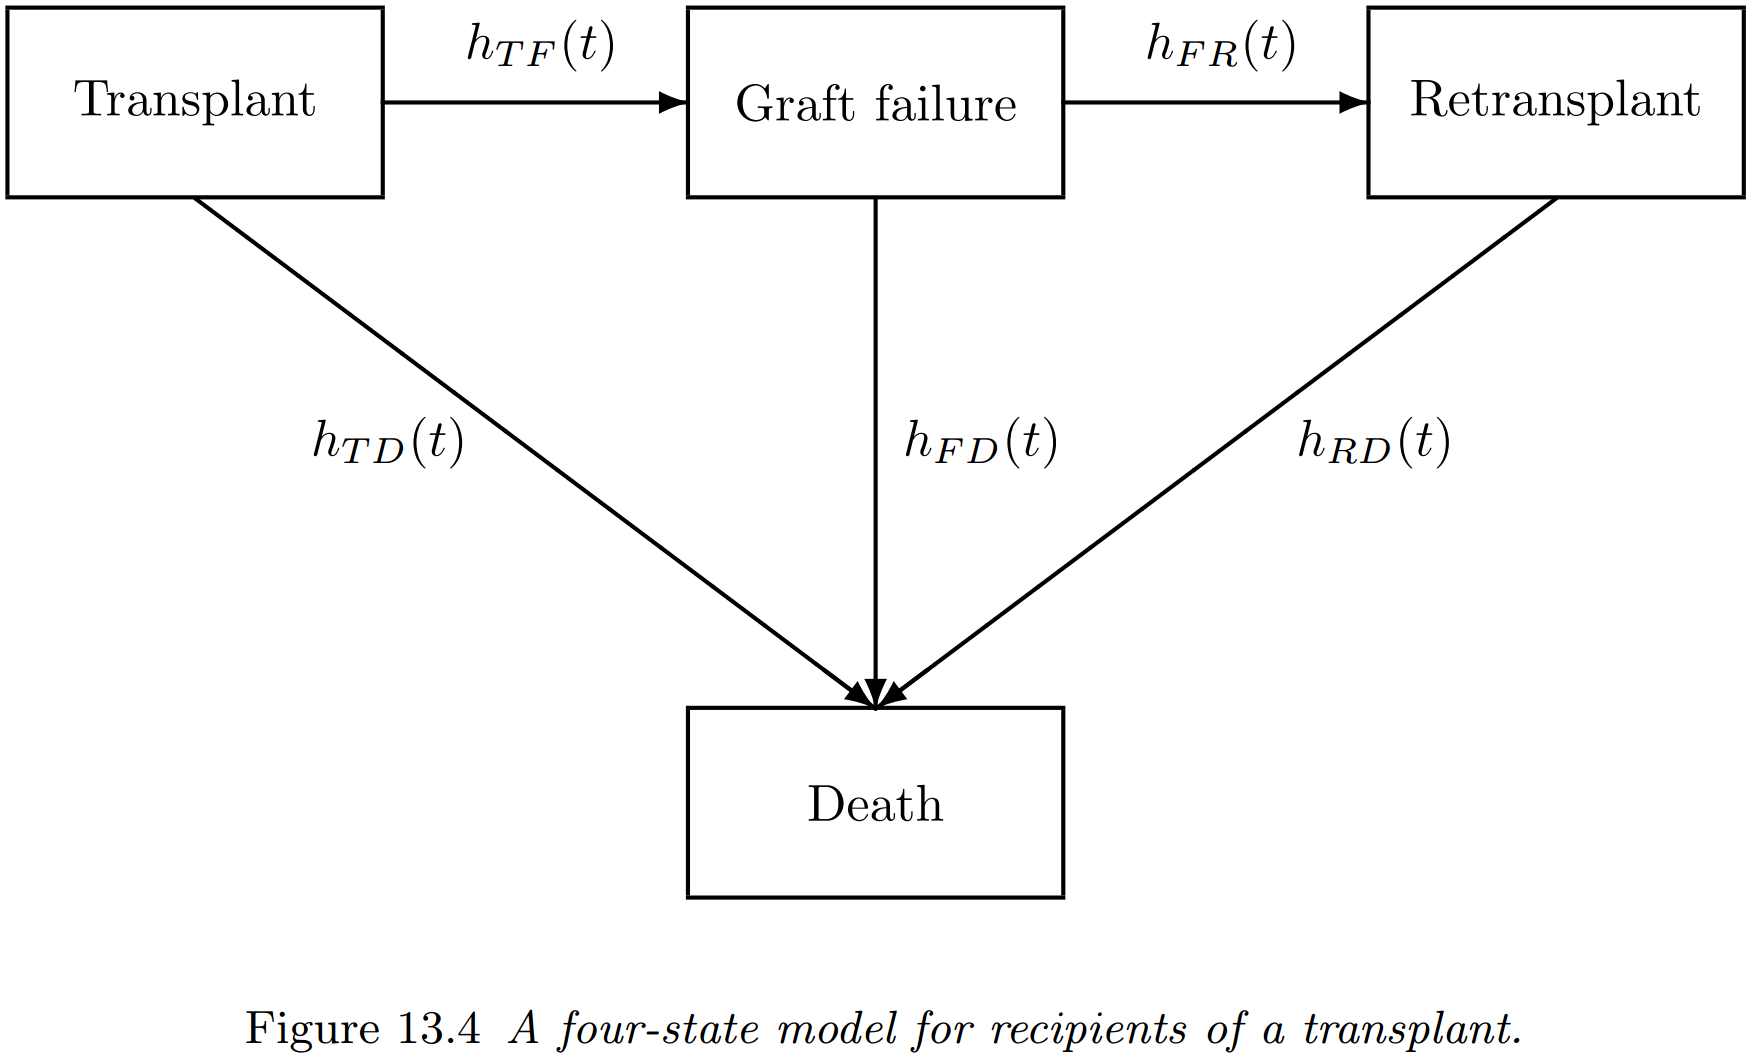 h_{TF}(t)
h_{FR}(t)
Transplant
Graft failure
Retransplant
h_{TD}(t)
h_{FD}(t)
h_{RD}(t)
Death
Figure 13.4 A four-state model for recipients of a transplant.